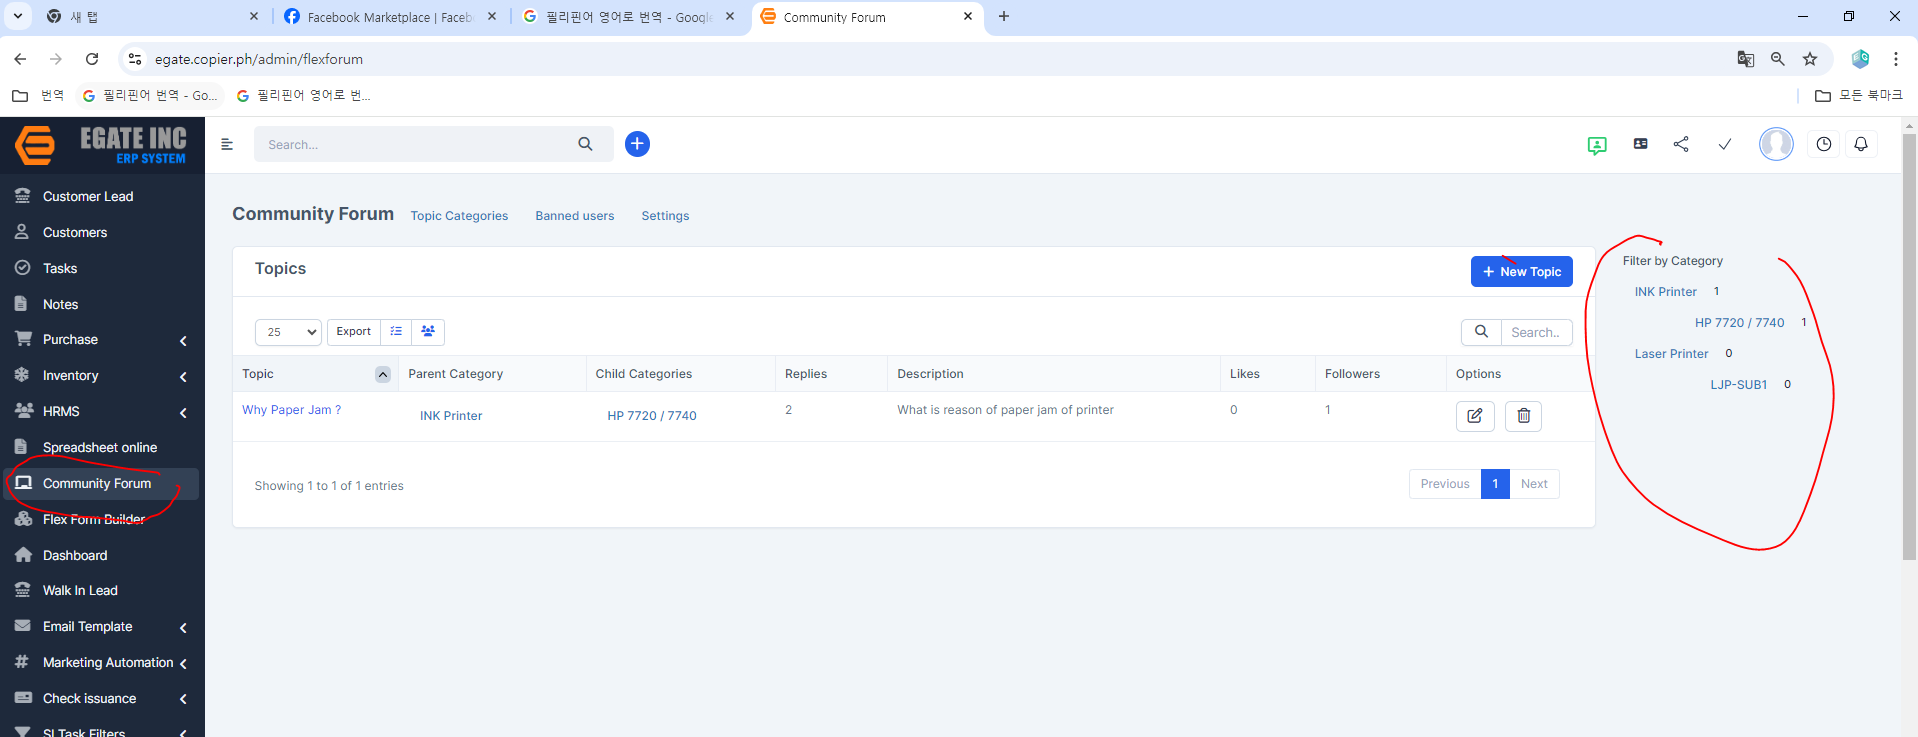 새 탭
Facebook Marketplace | Faceb
필리핀어 영어로 번역 - Google
Community Forum
egate.copier.ph/admin/flexforum
번역
필리핀어 번역 - Go...
필리핀어 영어로 번...
모든 북마크
EGATE INC
ERP SYSTEM
Search...
Customer Lead
Customers
Tasks
Notes
Purchase
Inventory
HRMS
Spreadsheet online
Community Forum
Flex Form Builder
Dashboard
Walk In Lead
Email Template
Marketing Automation
Check issuance
SI Task Filters
Community Forum Topic Categories Banned users Settings
Topics
New Topic
25 Export
Search..
Topic Parent Category Child Categories Replies Description Likes Followers Options
Why Paper Jam ? INK Printer HP 7720 / 7740 2 What is reason of paper jam of printer 0 1
Showing 1 to 1 of 1 entries
Previous 1 Next
Filter by Category
INK Printer 1
HP 7720 / 7740 1
Laser Printer 0
LJP-SUB1 0